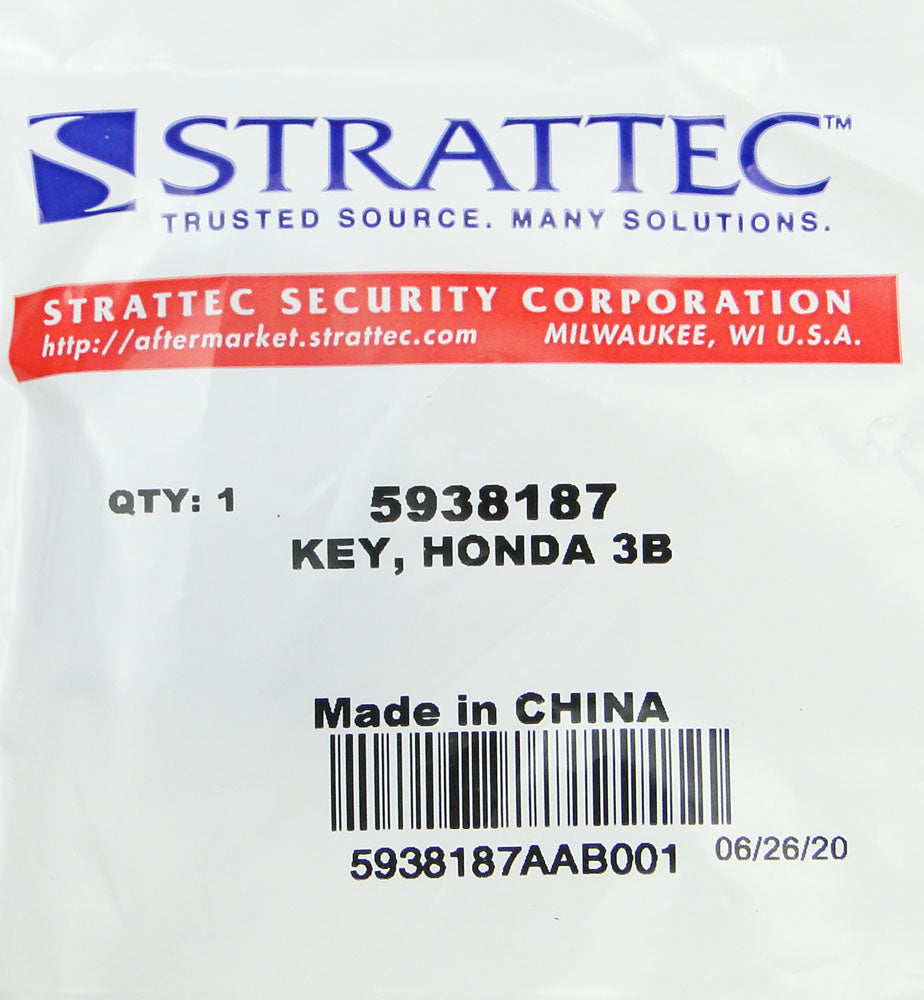 STRATTEC™
TRUSTED SOURCE. MANY SOLUTIONS.
STRATTEC SECURITY CORPORATION
http://aftermarket.strattec.com MILWAUKEE, WI U.S.A.
QTY: 1 5938187
KEY, HONDA 3B
Made in CHINA
5938187AAB001 06/26/20